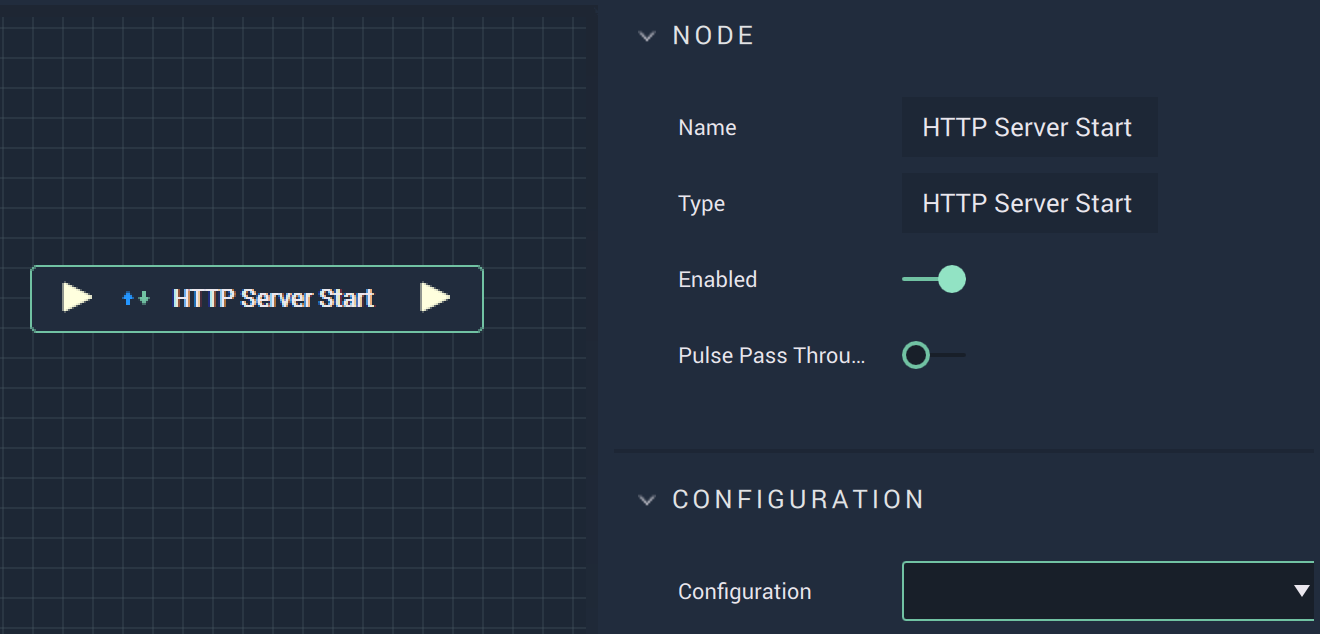 HTTP Server Start
NODE
Name
HTTP Server Start
Type
HTTP Server Start
Enabled
Pulse Pass Throu...
CONFIGURATION
Configuration